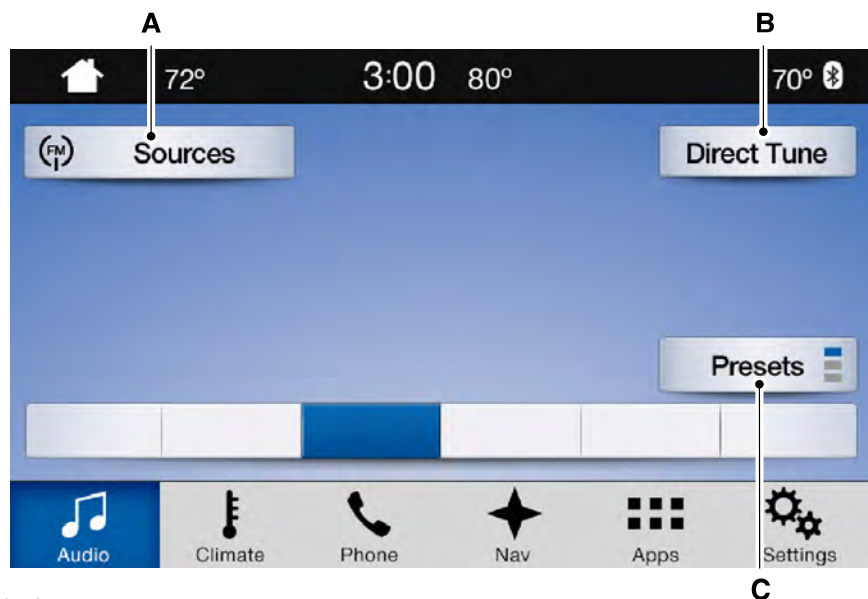 A B
72° 3:00 80° 70°
FM Sources Direct Tune
Presets
Audio Climate Phone Nav Apps Settings
C